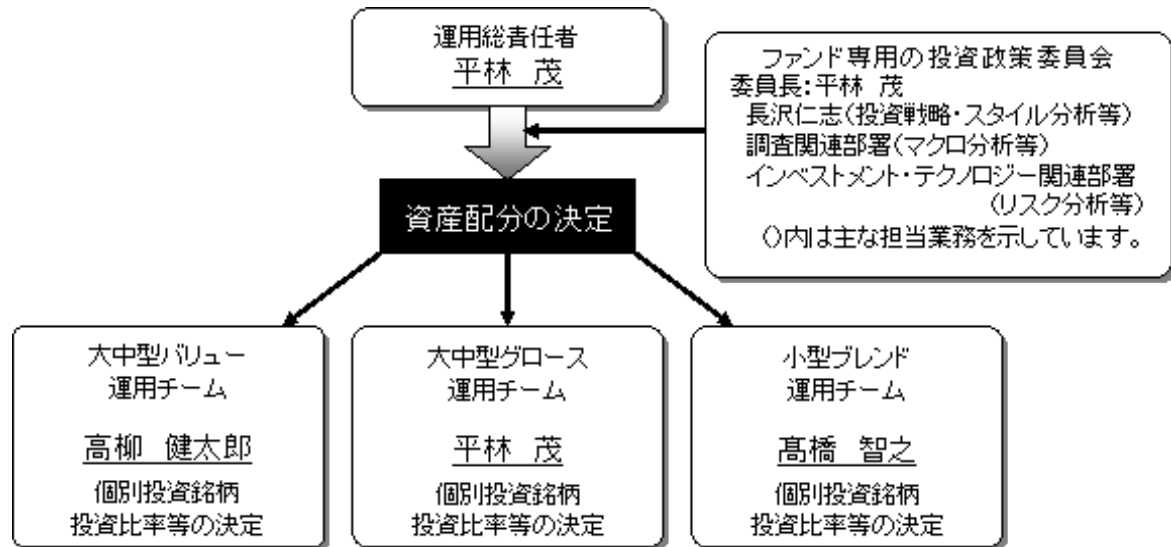 運用総責任者
平林 茂
ファンド専用の投資政策委員会
委員長:平林 茂
長沢仁志(投資戦略・スタイル分析等)
調査関連部署(マクロ分析等)
インベストメント・テクノロジー関連部署
(リスク分析等)
()内は主な担当業務を示しています。
資産配分の決定
大中型バリュー
運用チーム
高柳 健太郎
個別投資銘柄
投資比率等の決定
大中型グロース
運用チーム
平林 茂
個別投資銘柄
投資比率等の決定
小型ブレンド
運用チーム
髙橋 智之
個別投資銘柄
投資比率等の決定